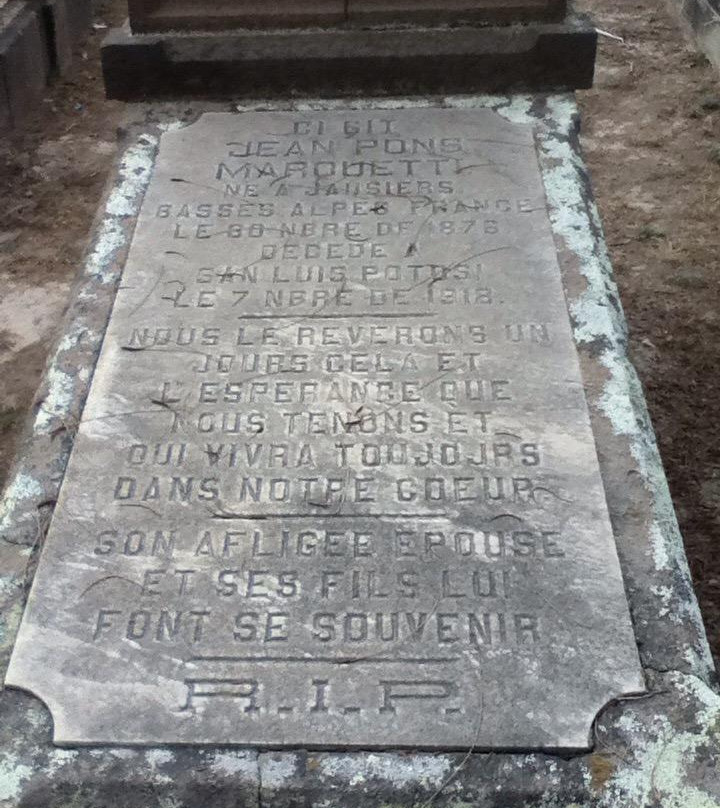 CI GIT
JEAN PONS
MARQUETTI
NE A JAUSIERS
BASSES ALPES FRANCE
LE 30 NBRE DE 1876
DECEDE A
SAN LUIS POTOSI
LE 7 NBRE DE 1918.
NOUS LE REVERONS UN
JOURS CELA ET
L'ESPERANCE QUE
NOUS TENONS ET
QUI VIVRA TOUJOURS
DANS NOTRE COEUR
SON AFLIGEE EPOUSE
ET SES FILS LUI
FONT SE SOUVENIR
R.I.P.